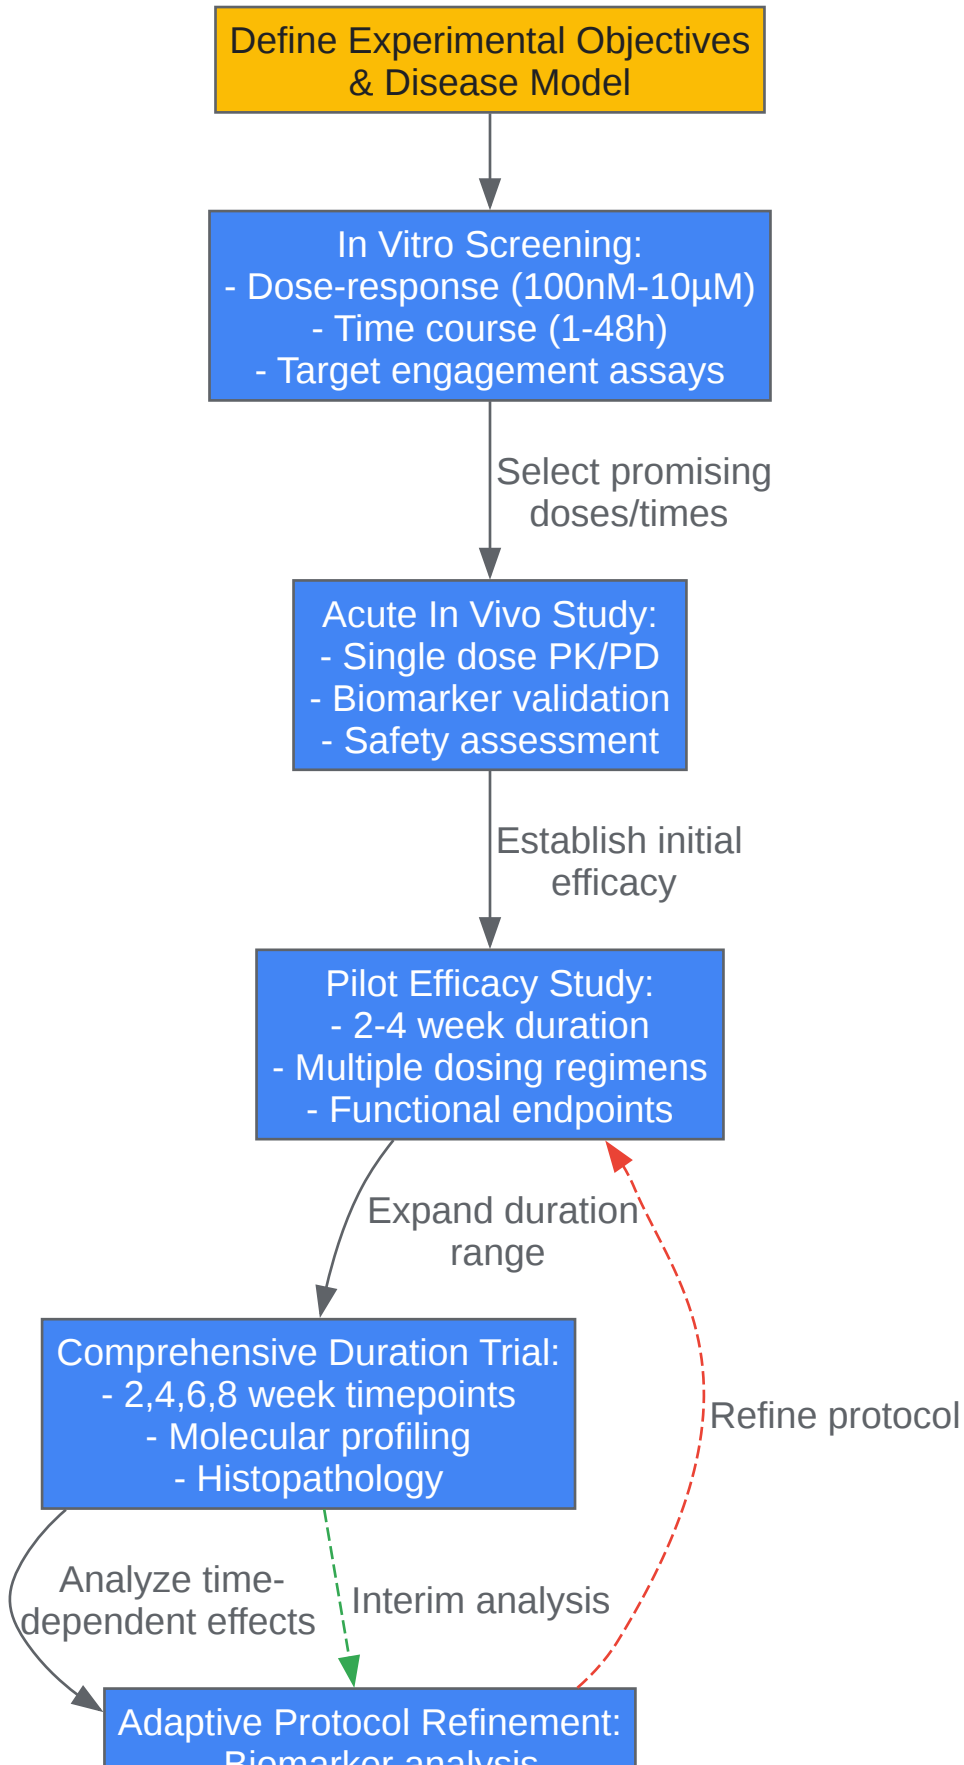 Define Experimental Objectives
& Disease Model
In Vitro Screening:
- Dose-response (100nM-10µM)
- Time course (1-48h)
- Target engagement assays
Select promising
doses/times
Acute In Vivo Study:
- Single dose PK/PD
- Biomarker validation
- Safety assessment
Establish initial
efficacy
Pilot Efficacy Study:
- 2-4 week duration
- Multiple dosing regimens
- Functional endpoints
Expand duration
range
Comprehensive Duration Trial:
- 2,4,6,8 week timepoints
- Molecular profiling
- Histopathology
Refine protocol
Analyze time-
dependent effects
Interim analysis
Adaptive Protocol Refinement:
Biomarker analysis